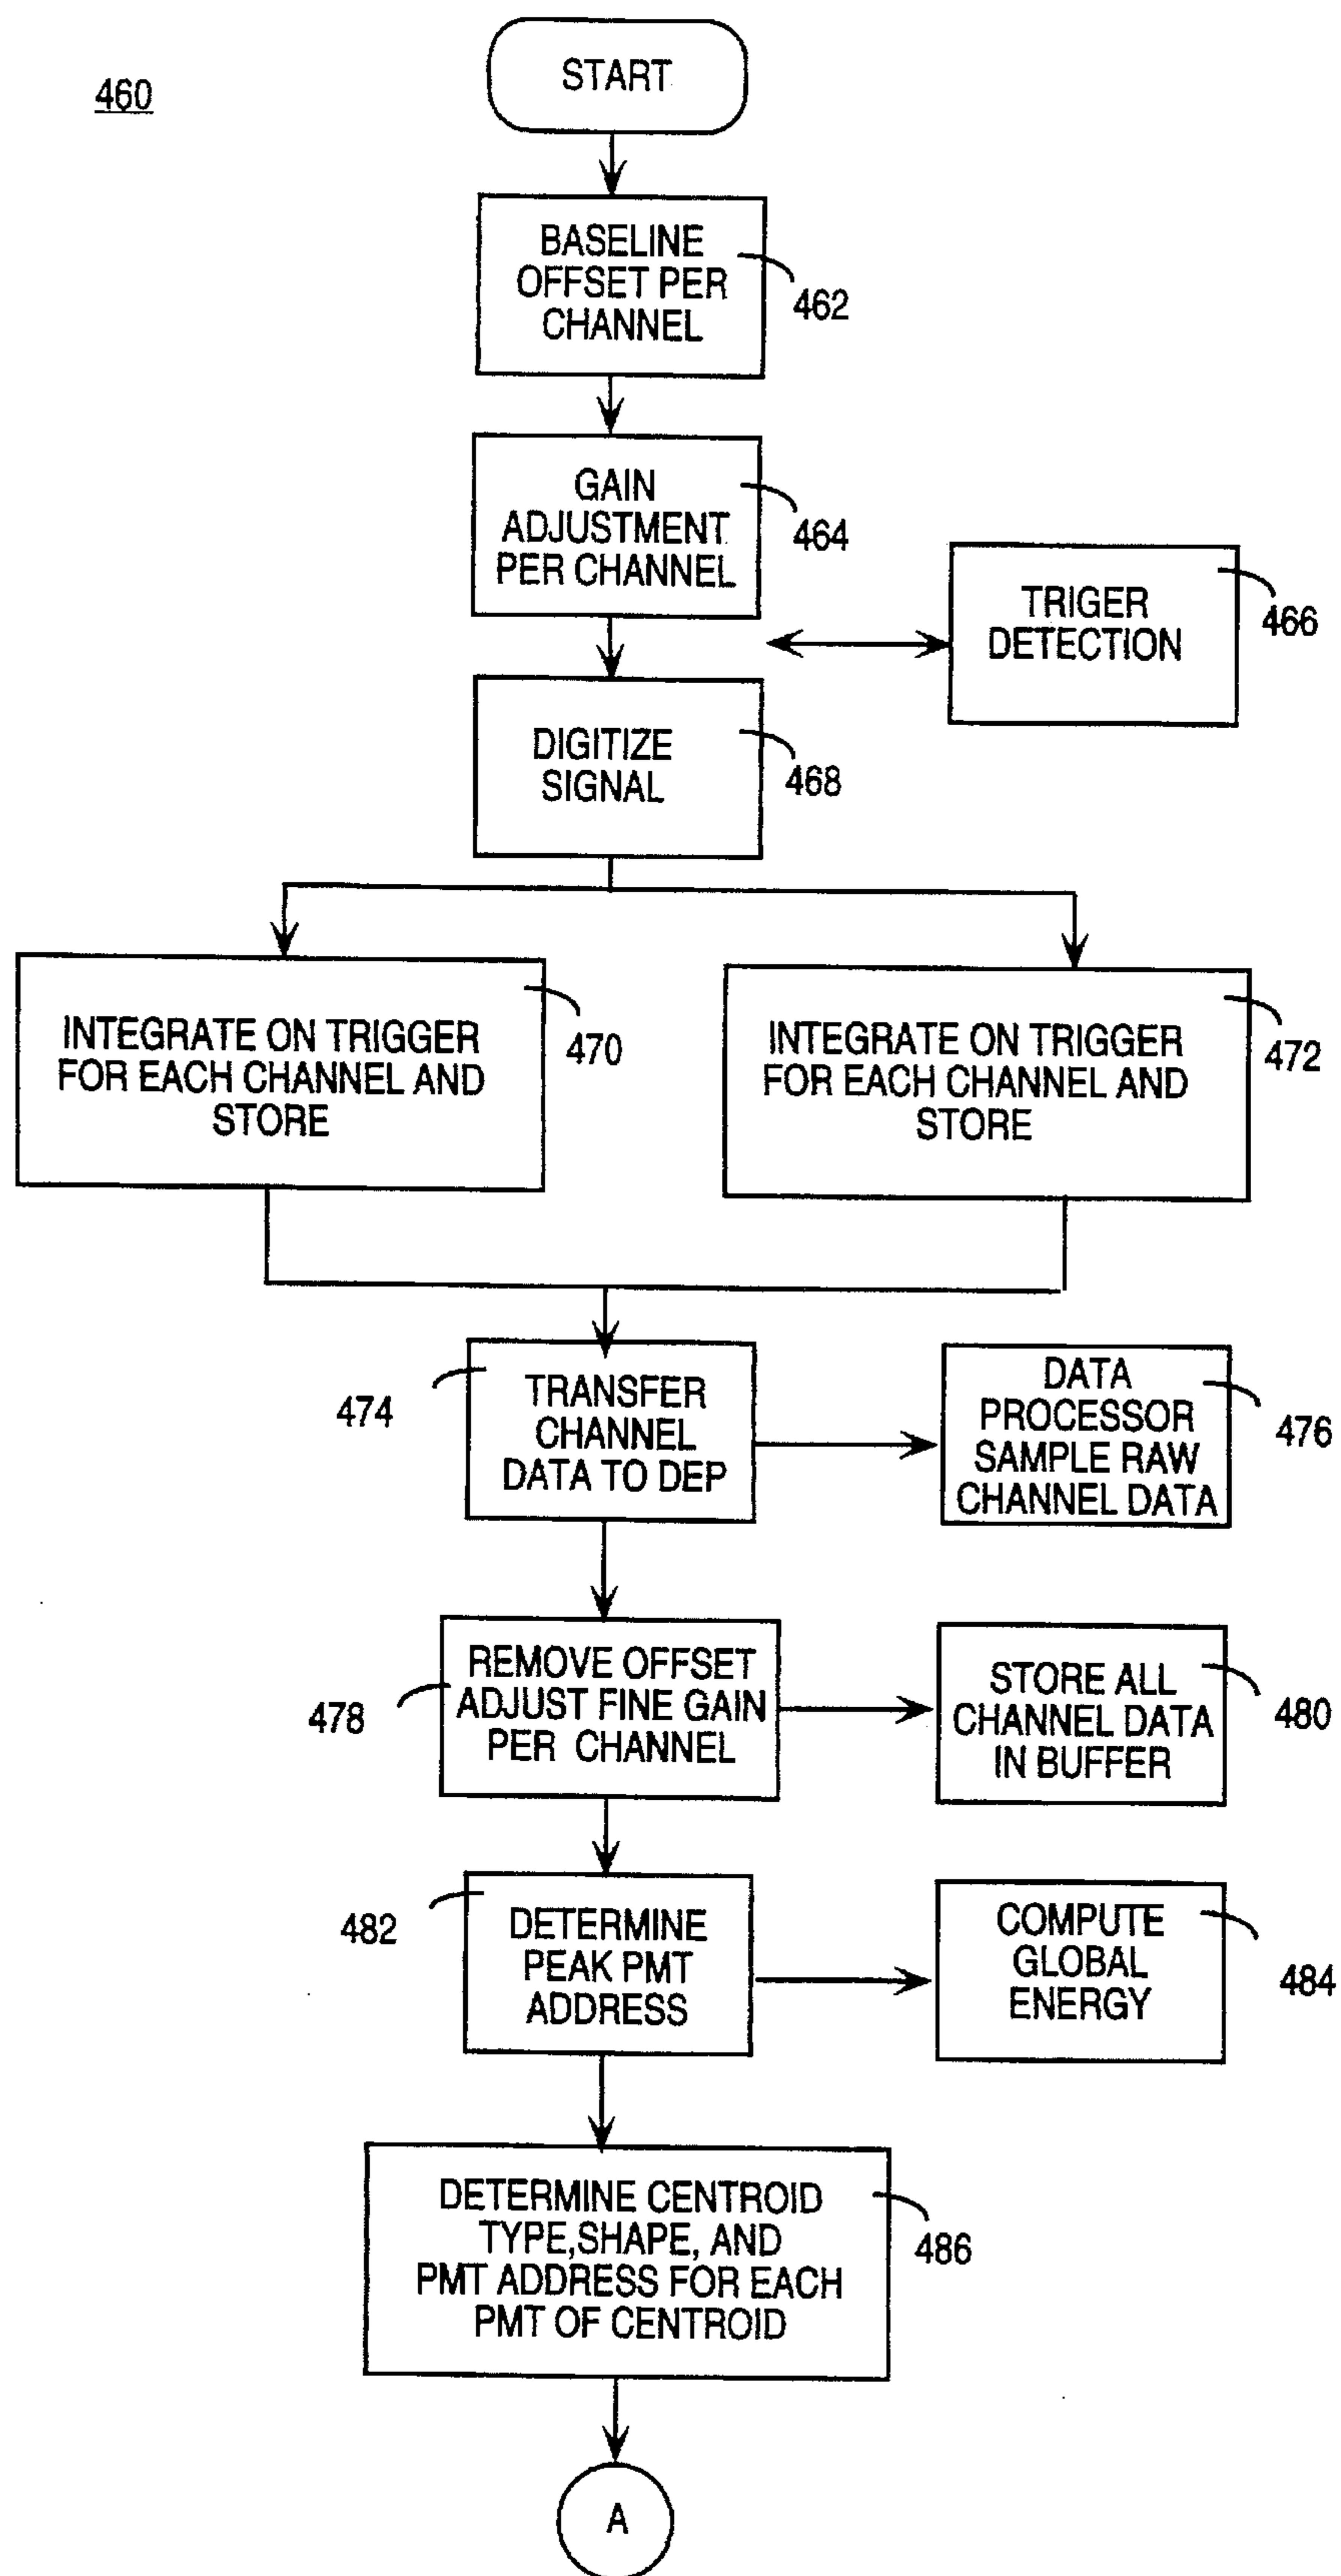 460
START
BASELINE
OFFSET PER
CHANNEL
462
GAIN
ADJUSTMENT
PER CHANNEL
464
TRIGER
DETECTION
466
DIGITIZE
SIGNAL
468
INTEGRATE ON TRIGGER
FOR EACH CHANNEL AND
STORE
470
INTEGRATE ON TRIGGER
FOR EACH CHANNEL AND
STORE
472
474
TRANSFER
CHANNEL
DATA TO DEP
DATA
PROCESSOR
SAMPLE RAW
CHANNEL DATA
476
478
REMOVE OFFSET
ADJUST FINE GAIN
PER CHANNEL
STORE ALL
CHANNEL DATA
IN BUFFER
480
482
DETERMINE
PEAK PMT
ADDRESS
COMPUTE
GLOBAL
ENERGY
484
DETERMINE CENTROID
TYPE,SHAPE, AND
PMT ADDRESS FOR EACH
PMT OF CENTROID
486
A